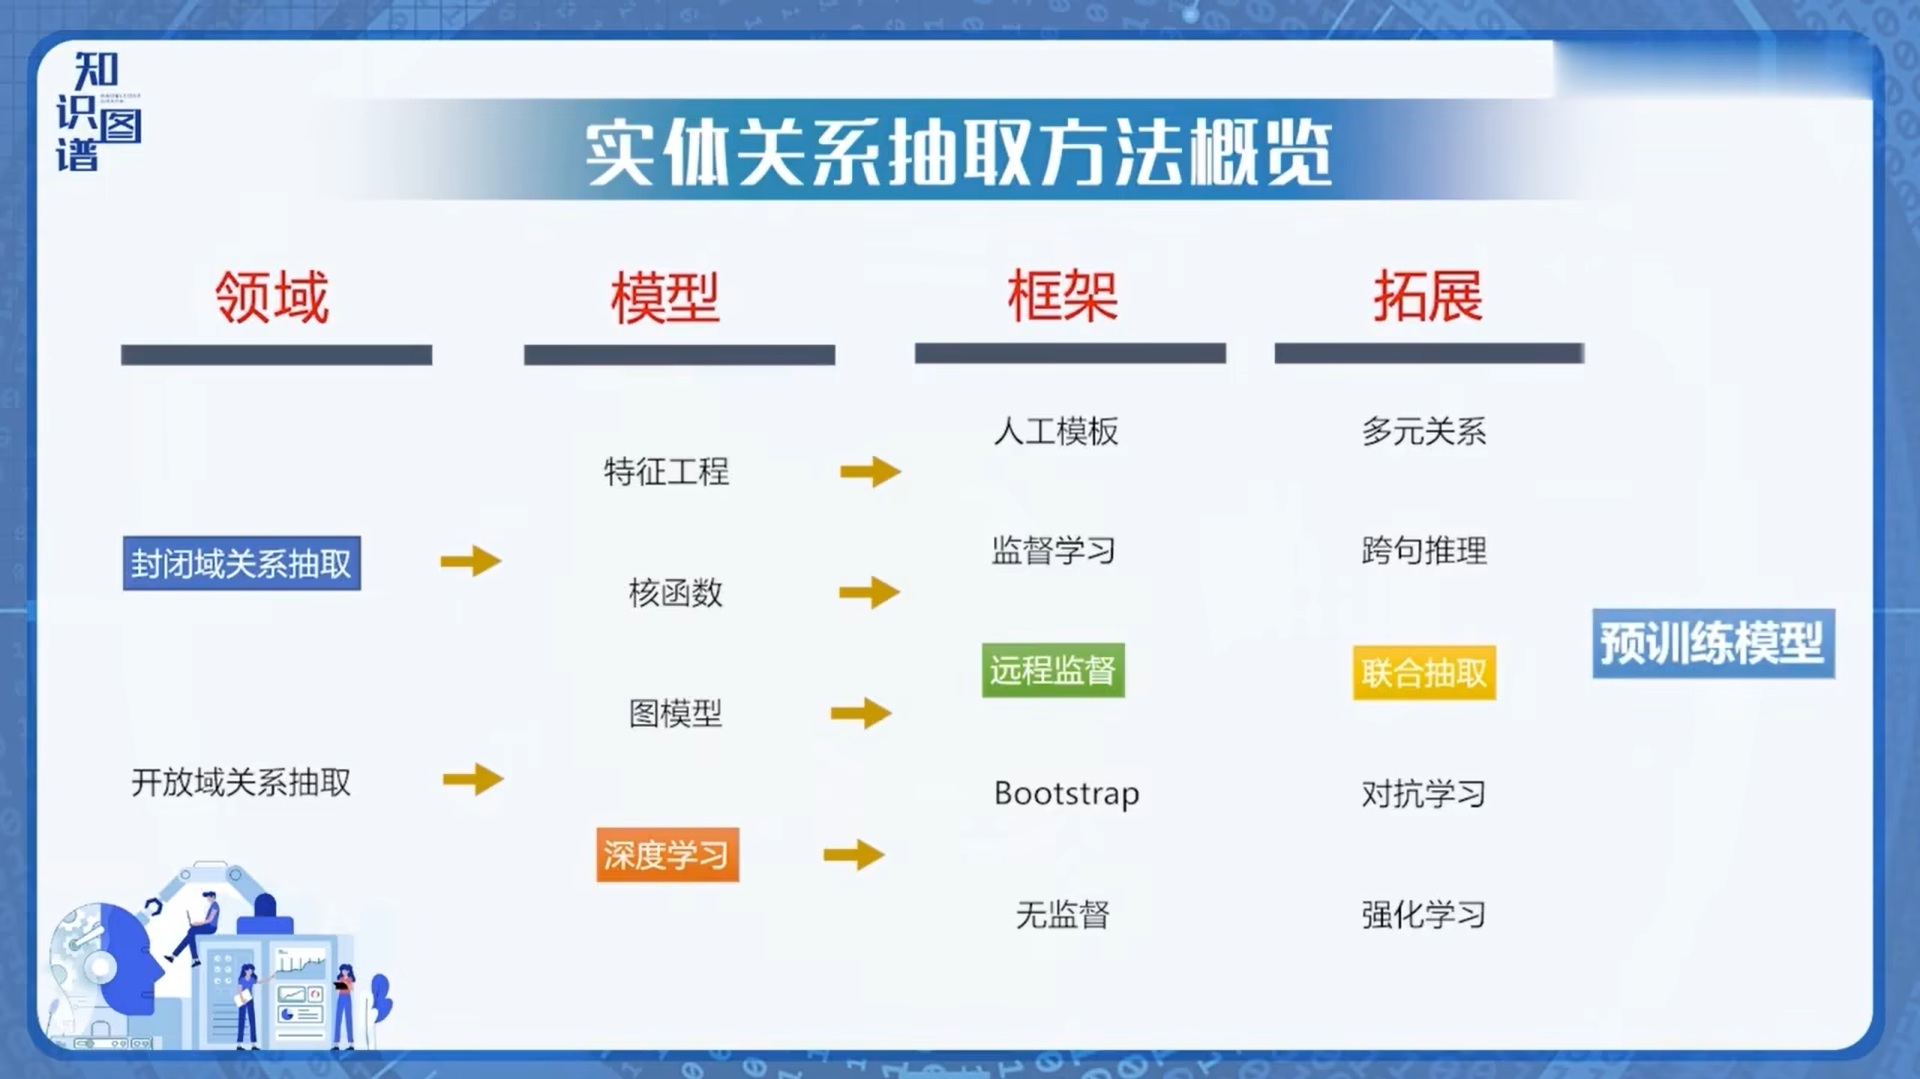 知
识图
谱
实体关系抽取方法概览
领域
模型
框架
拓展
封闭域关系抽取
开放域关系抽取
特征工程
核函数
图模型
深度学习
人工模板
监督学习
远程监督
Bootstrap
无监督
多元关系
跨句推理
联合抽取
对抗学习
强化学习
预训练模型